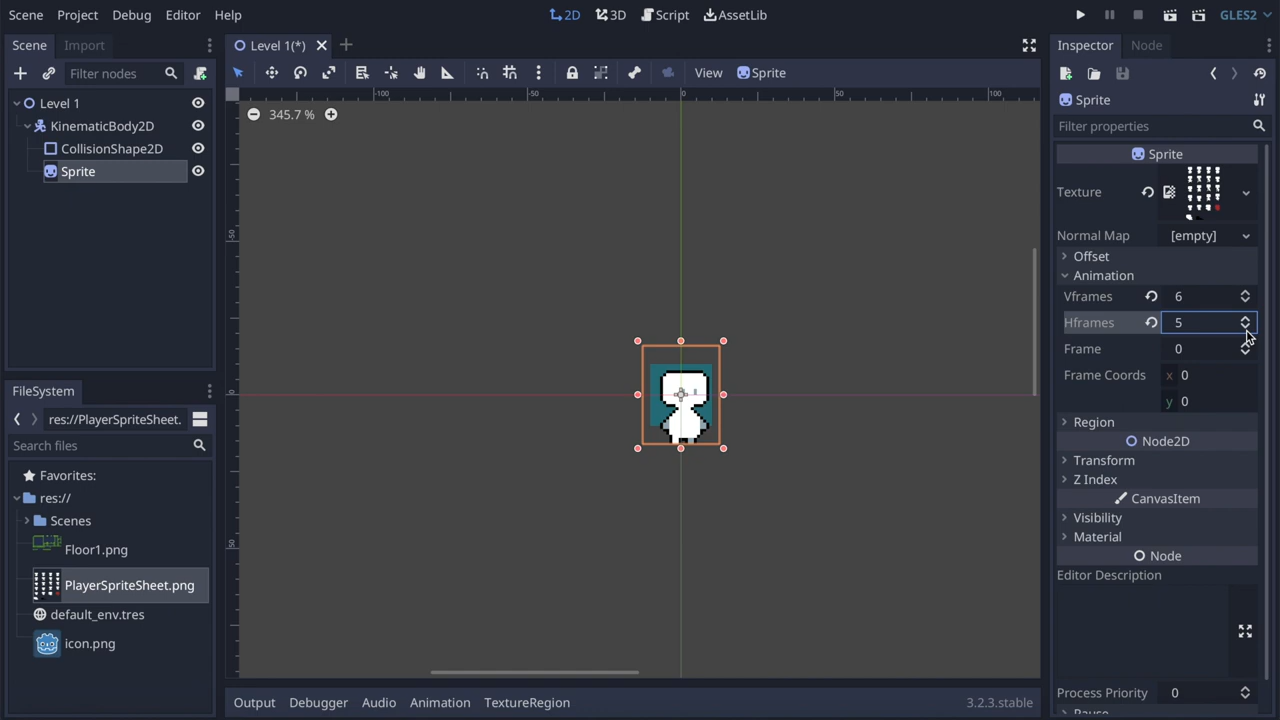 Scene Project Debug Editor Help
2D 3D Script AssetLib
GLES2
Scene Import
Filter nodes
Level 1
KinematicBody2D
CollisionShape2D
Sprite
Level 1(*)
View Sprite
-100 -50 0 50 100
345.7 %
-50
0
50
FileSystem
res://PlayerSpriteSheet.
Search files
Favorites:
res://
Scenes
Floor1.png
PlayerSpriteSheet.png
default_env.tres
icon.png
Output Debugger Audio Animation TextureRegion 3.2.3.stable
Inspector Node
Sprite
Filter properties
Sprite
Texture
Normal Map [empty]
Offset
Animation
Vframes 6
Hframes 5
Frame 0
Frame Coords x 0
y 0
Region
Node2D
Transform
Z Index
CanvasItem
Visibility
Material
Node
Editor Description
Process Priority 0
Pause